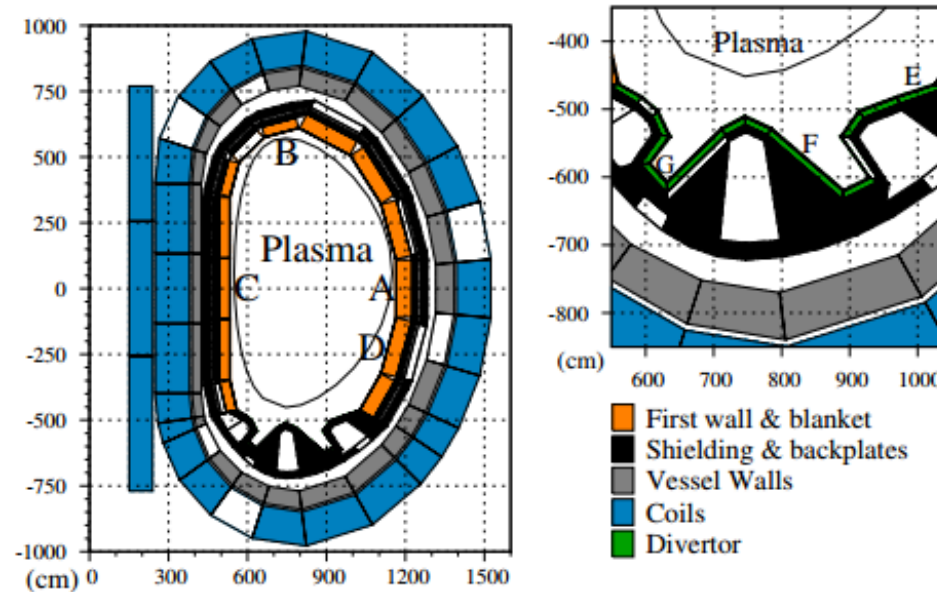 1000
750
500
250
0
-250
-500
-750
-1000
(cm)
0
300
600
900
1200
1500
B
Plasma
C
A
D
-400
-500
-600
-700
-800
(cm)
600
700
800
900
1000
Plasma
E
F
G
First wall & blanket
Shielding & backplates
Vessel Walls
Coils
Divertor